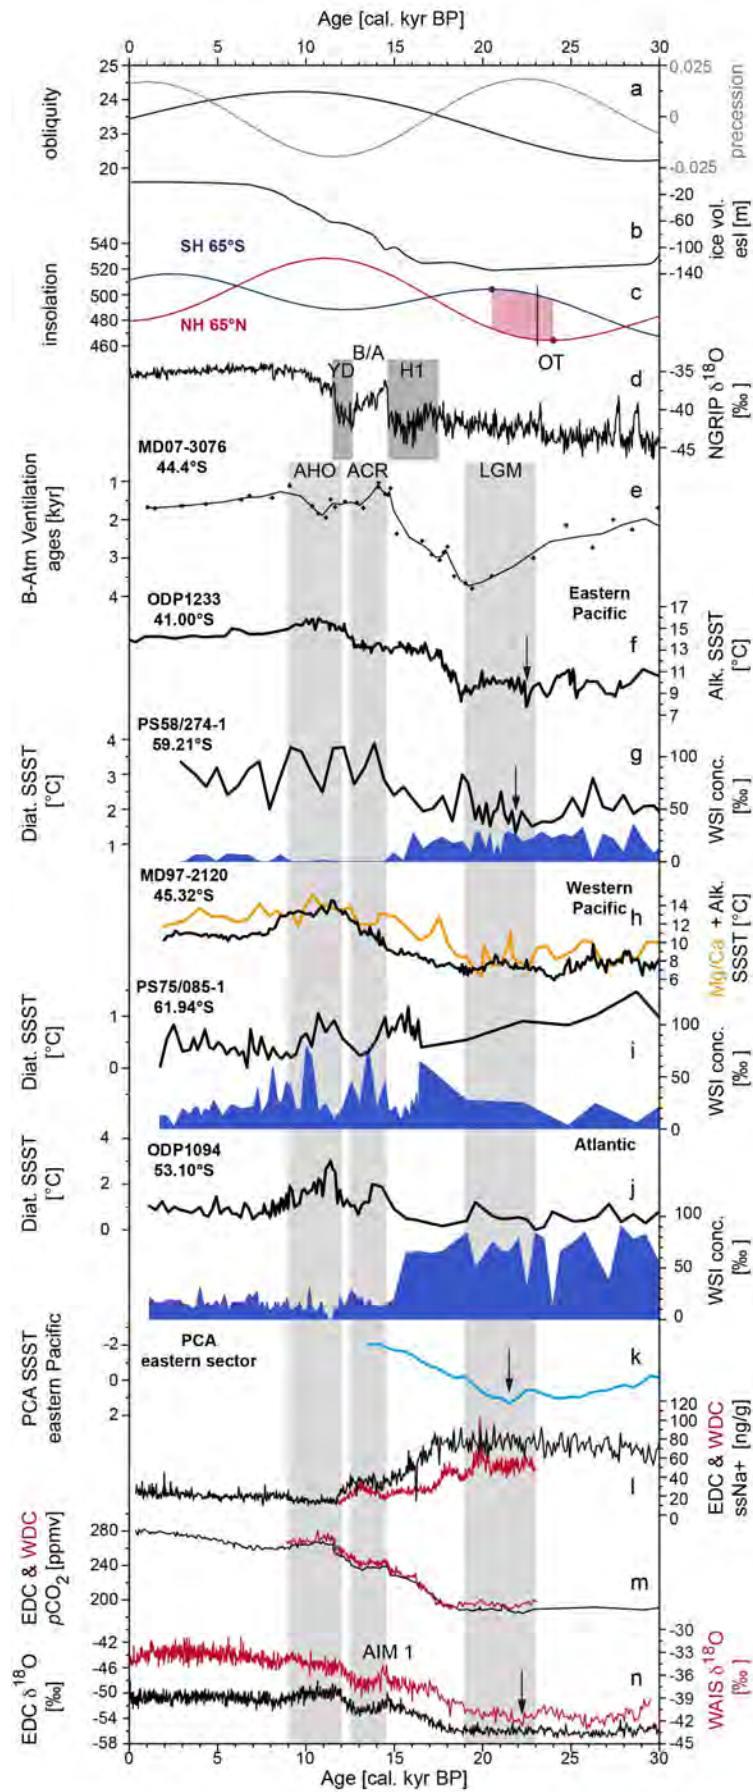 Age [cal. kyr BP]
0 5 10 15 20 25 30
25
24
23
20
obliquity
a
0.025
0
-0.025
precession
b
-20
-60
-100
-140
ice vol.
esl [m]
540
520
500
480
460
insolation
SH 65°S
NH 65°N
c
OT
B/A
YD
H1
d
-35
-40
-45
NGRIP δ18O
[‰]
MD07-3076
44.4°S
AHO
ACR
LGM
1
2
3
4
B-Atm Ventilation
ages [kyr]
e
ODP1233
41.00°S
Eastern
Pacific
f
17
15
13
11
9
7
Alk. SSST
[°C]
PS58/274-1
59.21°S
4
3
2
1
Diat. SSST
[°C]
g
100
50
0
WSI conc.
[‰]
MD97-2120
45.32°S
Western
Pacific
h
14
12
10
8
6
Mg/Ca + Alk.
SSST [°C]
PS75/085-1
61.94°S
1
0
Diat. SSST
[°C]
i
100
50
0
WSI conc.
[‰]
ODP1094
53.10°S
Atlantic
4
2
0
Diat. SSST
[°C]
j
100
50
0
WSI conc.
[‰]
PCA
eastern sector
-2
0
2
PCA SSST
eastern Pacific
k
120
100
80
60
40
20
0
EDC & WDC
ssNa+ [ng/g]
l
280
240
200
EDC & WDC
pCO2 [ppmv]
m
AIM 1
-42
-46
-50
-54
-58
EDC δ18O
[‰]
n
-30
-33
-36
-39
-42
-45
WAIS δ18O
[‰]
0 5 10 15 20 25 30
Age [cal. kyr BP]